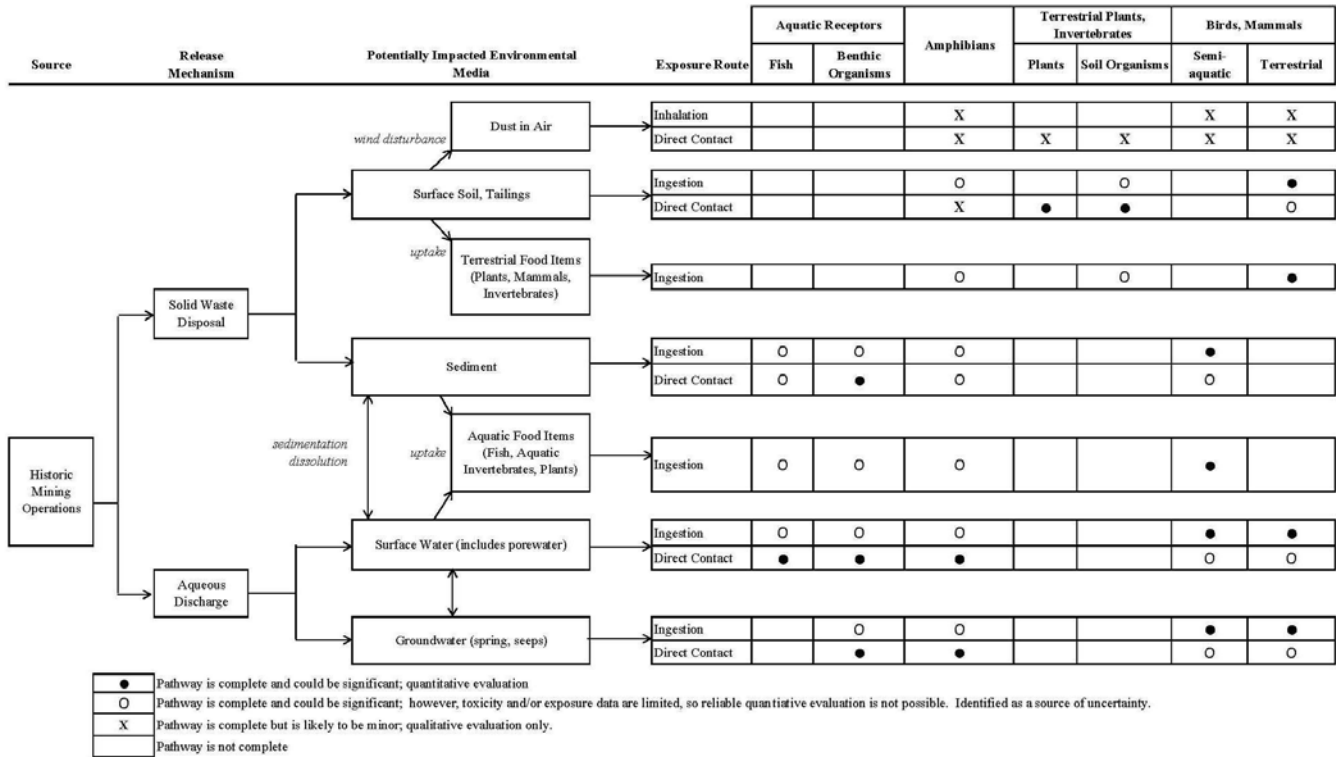 Aquatic Receptors
Terrestrial Plants,
Invertebrates
Birds, Mammals
Source
Release
Mechanism
Potentially Impacted Environmental
Media
Exposure Route
Fish
Benthic
Organisms
Amphibians
Plants
Soil Organisms
Semi-
aquatic
Terrestrial
Dust in Air
wind disturbance
Inhalation X X X
Direct Contact X X X X X
Surface Soil, Tailings
Ingestion O O ●
Direct Contact X ● ● O
uptake
Terrestrial Food Items
(Plants, Mammals,
Invertebrates)
Ingestion O O ●
Solid Waste
Disposal
Sediment
Ingestion O O O ●
Direct Contact O ● O O
sedimentation
dissolution
uptake
Aquatic Food Items
(Fish, Aquatic
Invertebrates, Plants)
Ingestion O O O ●
Historic
Mining
Operations
Surface Water (includes porewater)
Ingestion O O O ● ●
Direct Contact ● ● ● O O
Aqueous
Discharge
Groundwater (spring, seeps)
Ingestion O O ● ●
Direct Contact ● ● O O
● Pathway is complete and could be significant; quantitative evaluation
O Pathway is complete and could be significant; however, toxicity and/or exposure data are limited, so reliable quantiative evaluation is not possible. Identified as a source of uncertainty.
X Pathway is complete but is likely to be minor; qualitative evaluation only.
Pathway is not complete